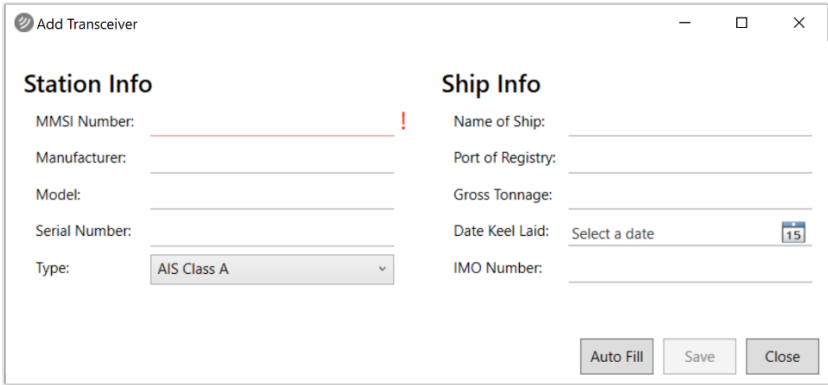 Add Transceiver
Station Info
MMSI Number: !
Manufacturer:
Model:
Serial Number:
Type: AIS Class A
Ship Info
Name of Ship:
Port of Registry:
Gross Tonnage:
Date Keel Laid: Select a date 15
IMO Number:
Auto Fill Save Close